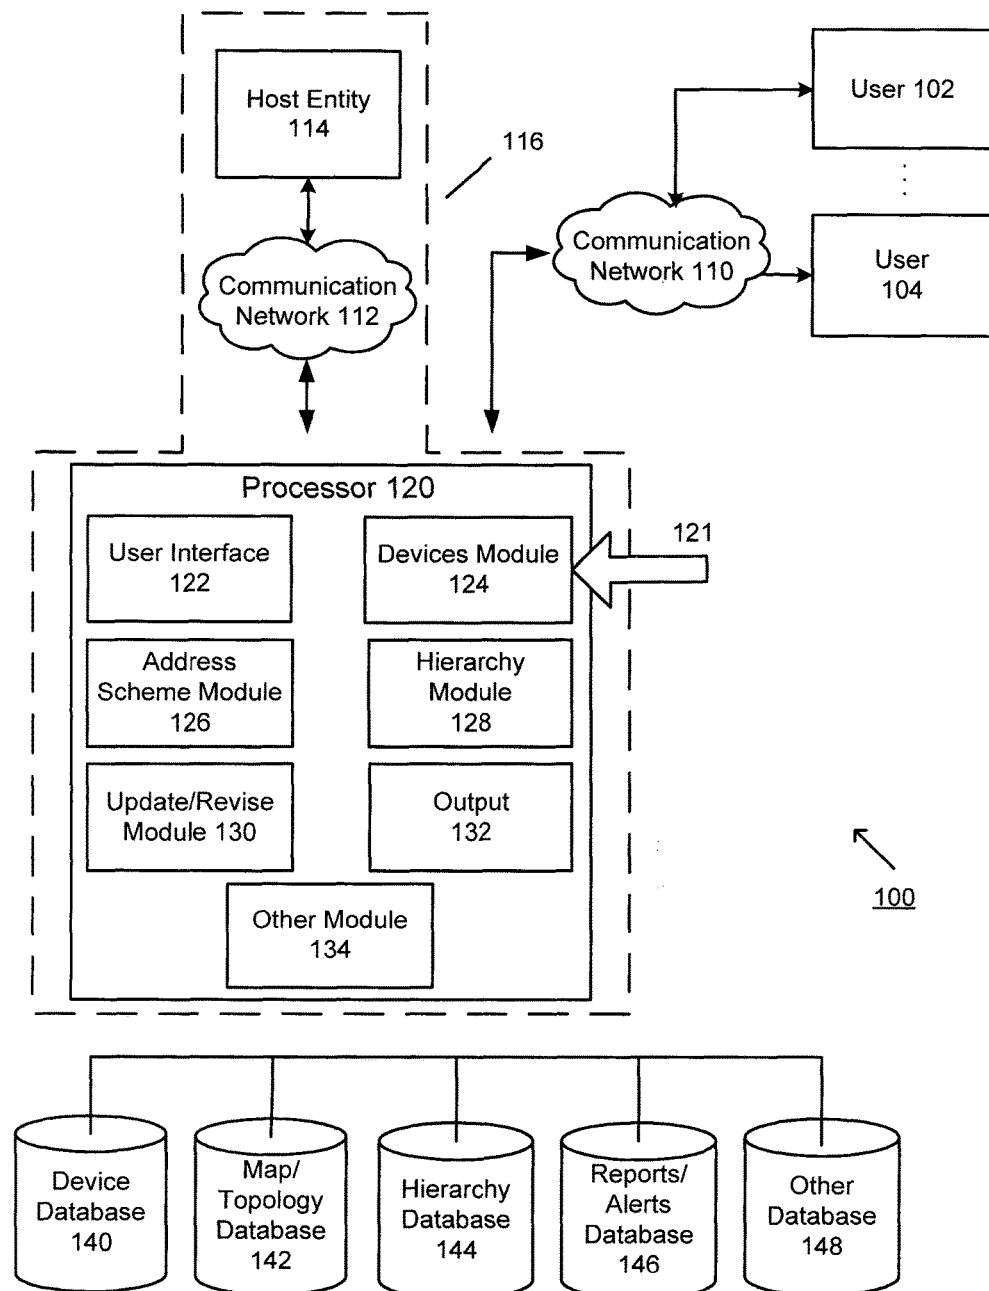 Host Entity
114
116
User 102
Communication
Network 110
User
104
Communication
Network 112
Processor 120
User Interface
122
Devices Module
124
121
Address
Scheme Module
126
Hierarchy
Module
128
Update/Revise
Module 130
Output
132
Other Module
134
100
Device
Database
140
Map/
Topology
Database
142
Hierarchy
Database
144
Reports/
Alerts
Database
146
Other
Database
148